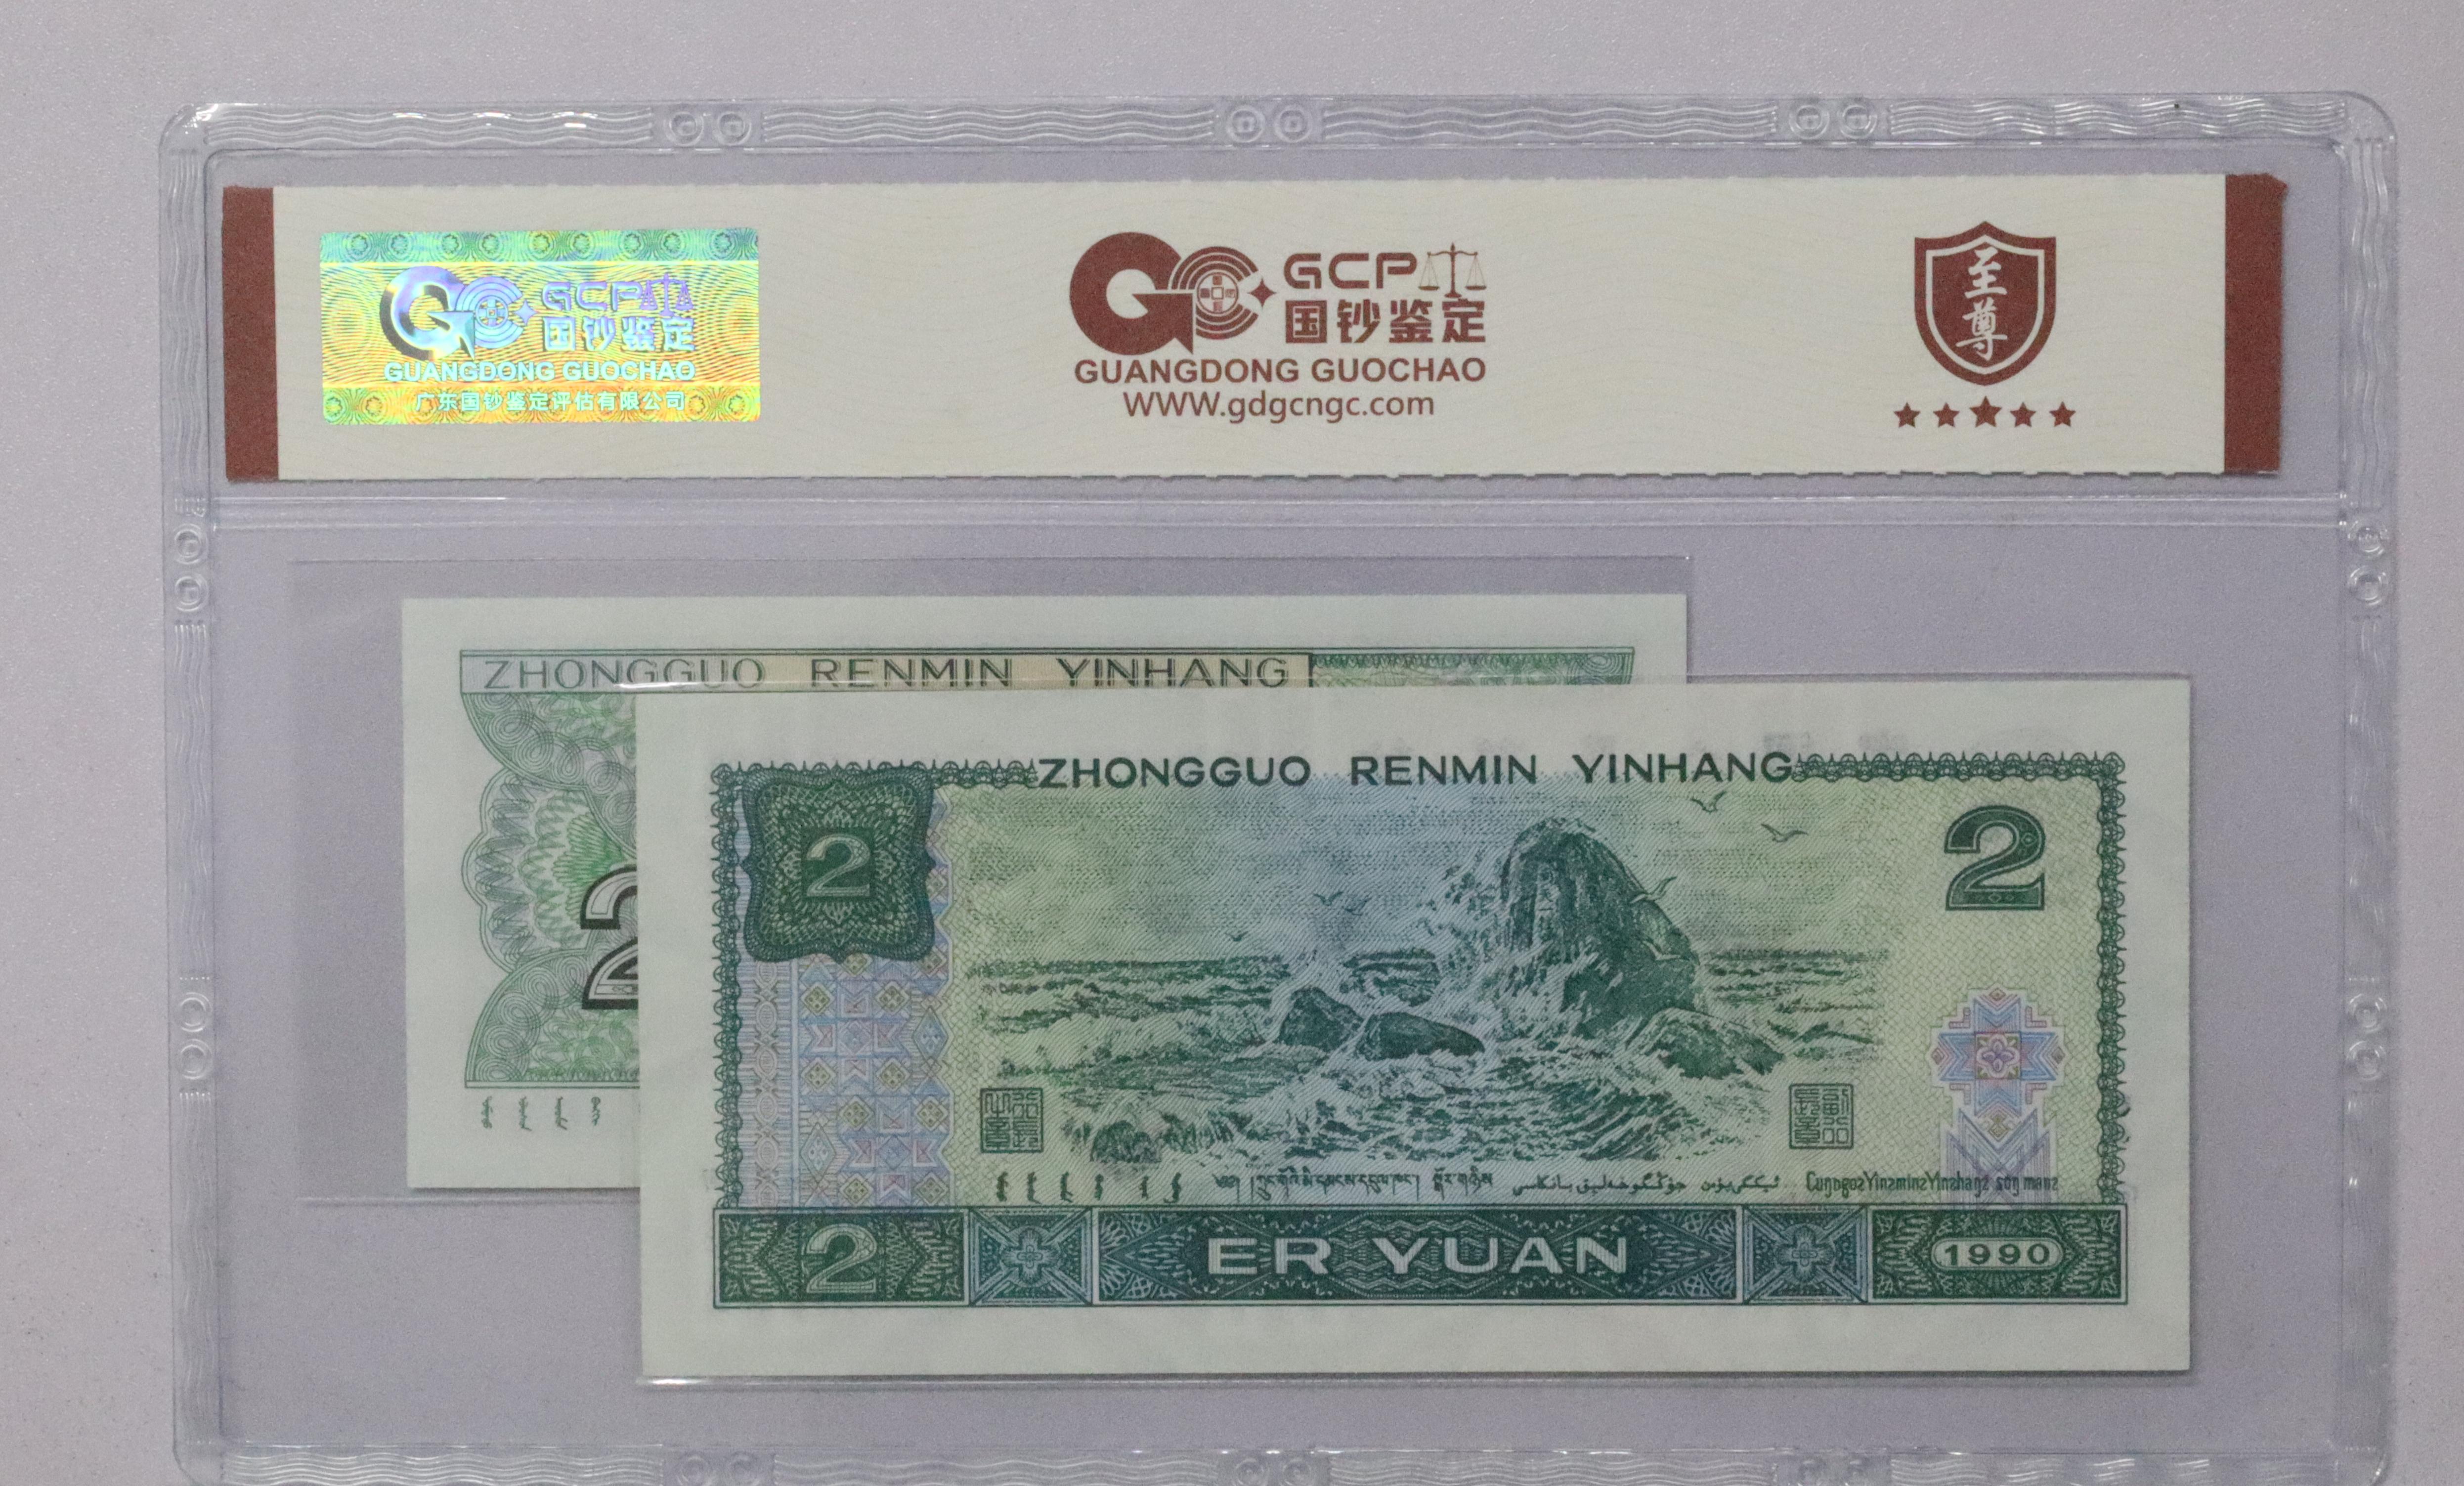 GCP
国钞鉴定
GUANGDONG GUOCHAO
广东国钞鉴定评估有限公司
GCP
国钞鉴定
GUANGDONG GUOCHAO
www.gdgcngc.com
至尊
ZHONGGUO RENMIN YINHANG
2
ZHONGGUO RENMIN YINHANG
2
2
2
ER YUAN
1990